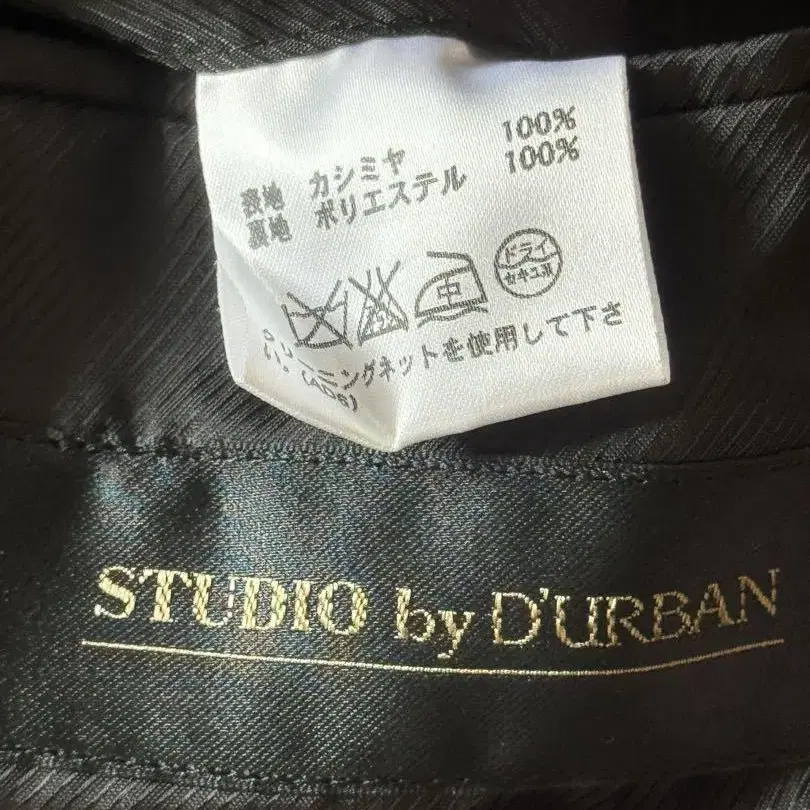 表地 カシミヤ 100%
裏地 ポリエステル 100%
中
ドライ
セキユ系
クリーニングネットを使用して下さ
い。
STUDIO by D'URBAN